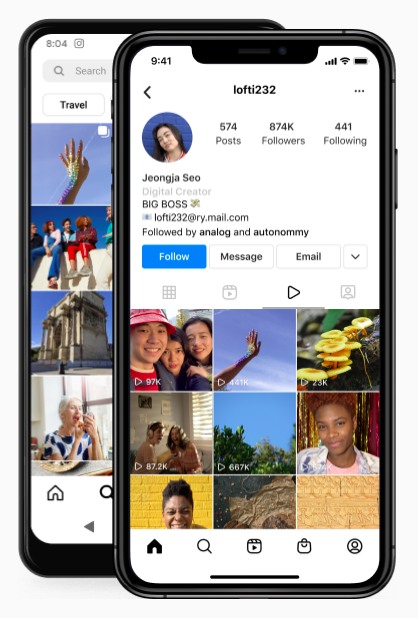 8:04
Search
Travel
9:41
lofti232
574
874K
441
Posts
Followers
Following
Jeongja Seo
Digital Creator
BIG BOSS 💸
📧 lofti232@ry.mail.com
Followed by analog and autonommy
Follow
Message
Email
97K
441K
23K
87.2K
667K